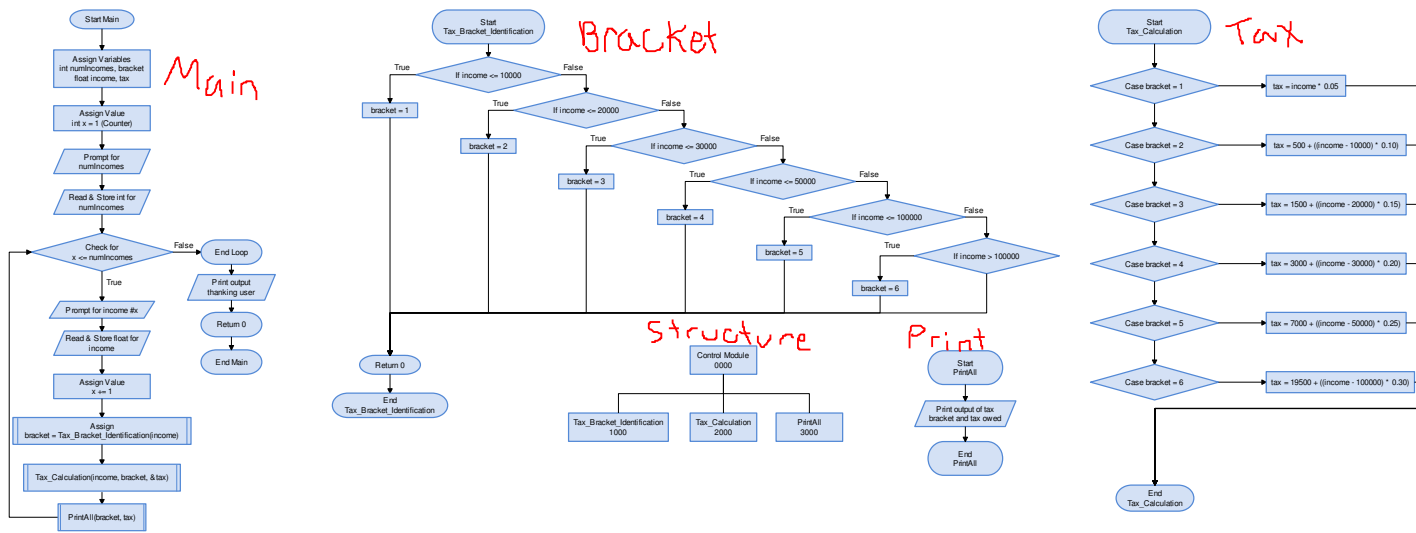 Main
Start Main
Assign Variables
int numIncomes, bracket
float income, tax
Assign Value
int x = 1 (Counter)
Prompt for
numIncomes
Read & Store int for
numIncomes
Check for
x <= numIncomes
False
True
End Loop
Print output
thanking user
Return 0
End Main
Prompt for income #x
Read & Store float for
income
Assign Value
x += 1
Assign
bracket = Tax_Bracket_Identification(income)
Tax_Calculation(income, bracket, &tax)
PrintAll(bracket, tax)
Bracket
Start
Tax_Bracket_Identification
If income <= 10000
True
False
bracket = 1
If income <= 20000
True
False
bracket = 2
If income <= 30000
True
False
bracket = 3
If income <= 50000
True
False
bracket = 4
If income <= 100000
True
False
bracket = 5
If income > 100000
True
bracket = 6
Return 0
End
Tax_Bracket_Identification
Structure
Control Module
0000
Tax_Bracket_Identification
1000
Tax_Calculation
2000
PrintAll
3000
Print
Start
PrintAll
Print output of tax
bracket and tax owed
End
PrintAll
Tax
Start
Tax_Calculation
Case bracket = 1
tax = income * 0.05
Case bracket = 2
tax = 500 + ((income - 10000) * 0.10)
Case bracket = 3
tax = 1500 + ((income - 20000) * 0.15)
Case bracket = 4
tax = 3000 + ((income - 30000) * 0.20)
Case bracket = 5
tax = 7000 + ((income - 50000) * 0.25)
Case bracket = 6
tax = 19500 + ((income - 100000) * 0.30)
End
Tax_Calculation